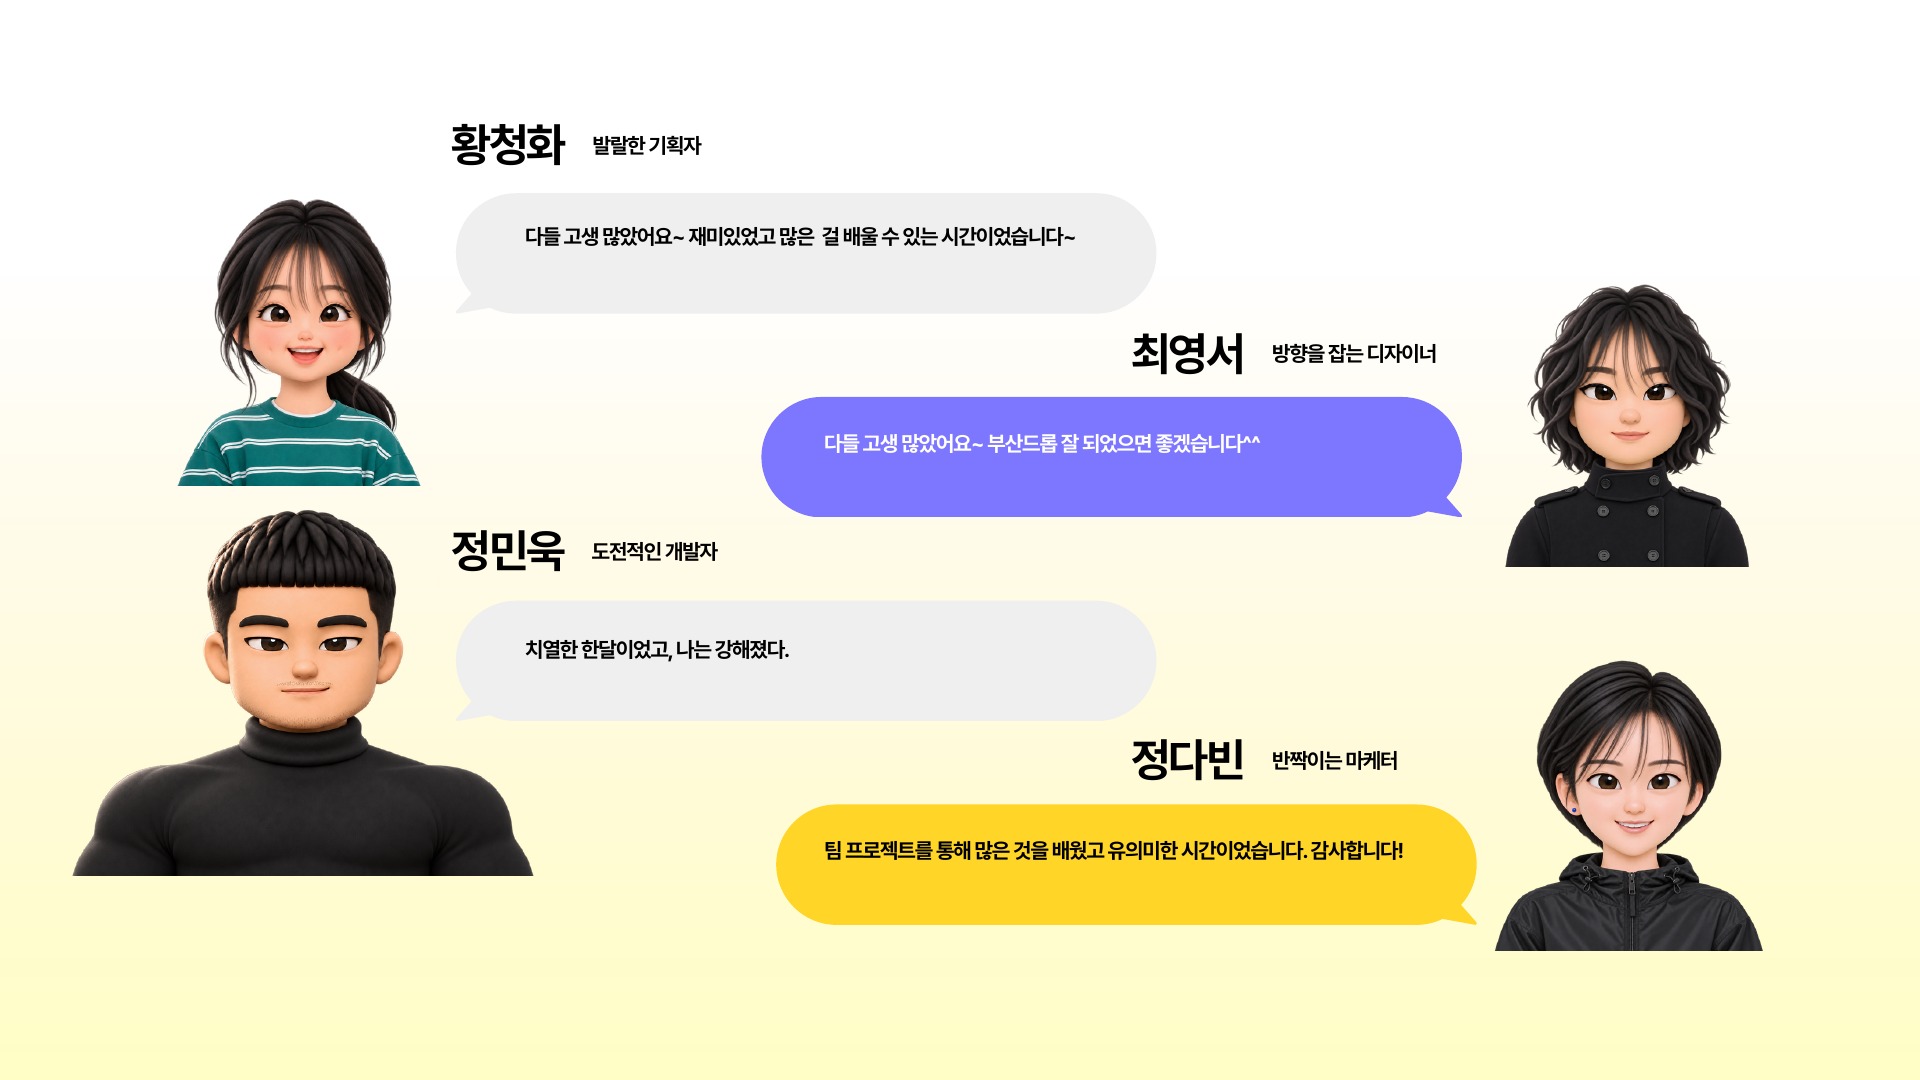 황청화 발랄한 기획자
다들 고생 많았어요~ 재미있었고 많은  걸 배울 수 있는 시간이었습니다~
최영서 방향을 잡는 디자이너
다들 고생 많았어요~ 부산드롭 잘 되었으면 좋겠습니다^^
정민욱 도전적인 개발자
치열한 한달이었고, 나는 강해졌다.
정다빈 반짝이는 마케터
팀 프로젝트를 통해 많은 것을 배웠고 유의미한 시간이었습니다. 감사합니다!